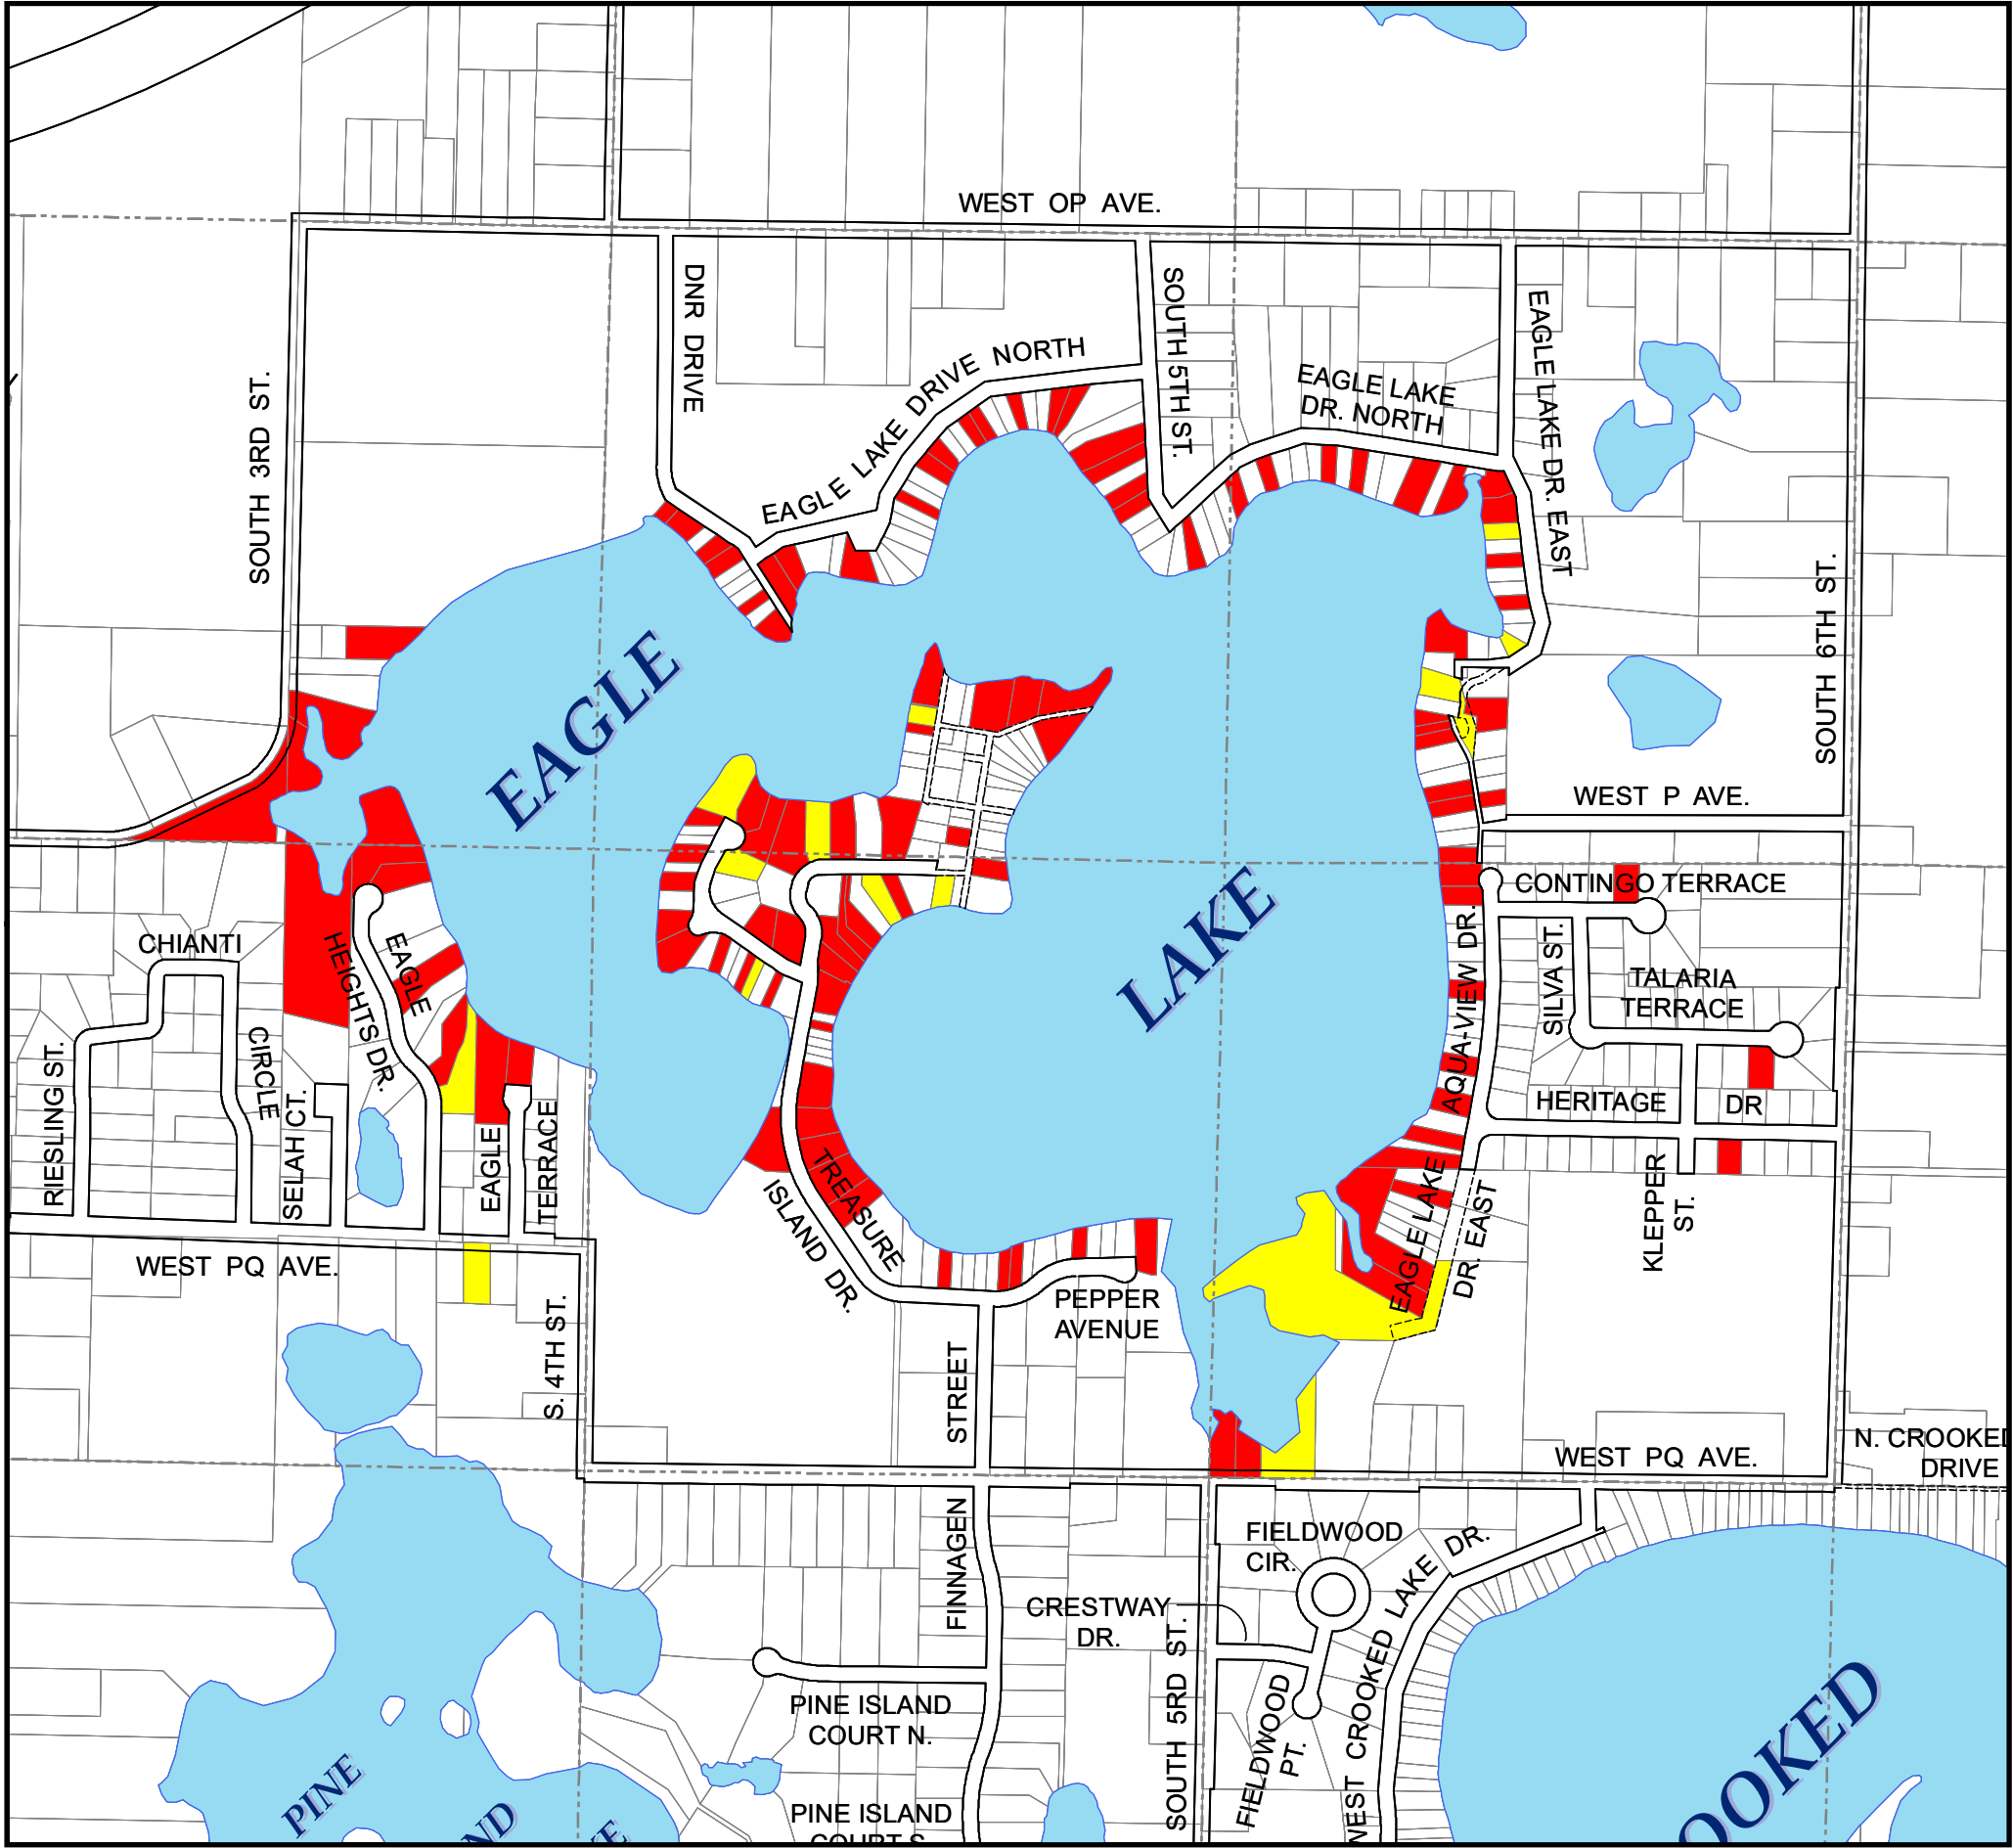 WEST OP AVE.
DNR DRIVE
SOUTH 5TH ST.
EAGLE LAKE DRIVE NORTH
EAGLE LAKE
DR. NORTH
EAGLE LAKE DR. EAST
SOUTH 3RD ST.
SOUTH 6TH ST.
EAGLE
LAKE
WEST P AVE.
CONTINGO TERRACE
AQUA-VIEW DR.
SILVA ST.
TALARIA
TERRACE
HERITAGE DR
KLEPPER
ST.
CHIANTI
CIRCLE
RIESLING ST.
SELAH CT.
EAGLE
HEIGHTS DR.
EAGLE
TERRACE
TREASURE
ISLAND DR.
EAGLE LAKE
DR. EAST
WEST PQ AVE.
S. 4TH ST.
PEPPER
AVENUE
STREET
FINNAGEN
WEST PQ AVE.
N. CROOKED
DRIVE
FIELDWOOD
CIR.
CRESTWAY
DR.
SOUTH 5RD ST.
FIELDWOOD
PT.
WEST CROOKED LAKE DR.
PINE ISLAND
COURT N.
PINE ISLAND
COURT S.
PINE
ND
KE
OOKED